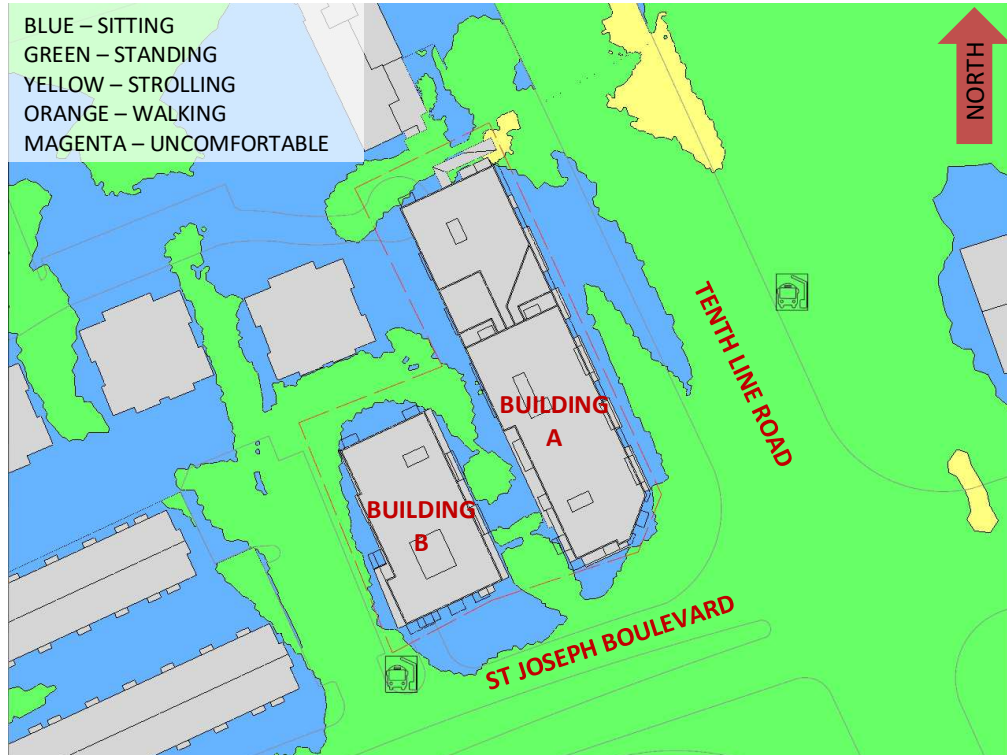 BLUE – SITTING
GREEN – STANDING
YELLOW – STROLLING
ORANGE – WALKING
MAGENTA – UNCOMFORTABLE
NORTH
TENTH LINE ROAD
BUILDING
A
BUILDING
B
ST JOSEPH BOULEVARD